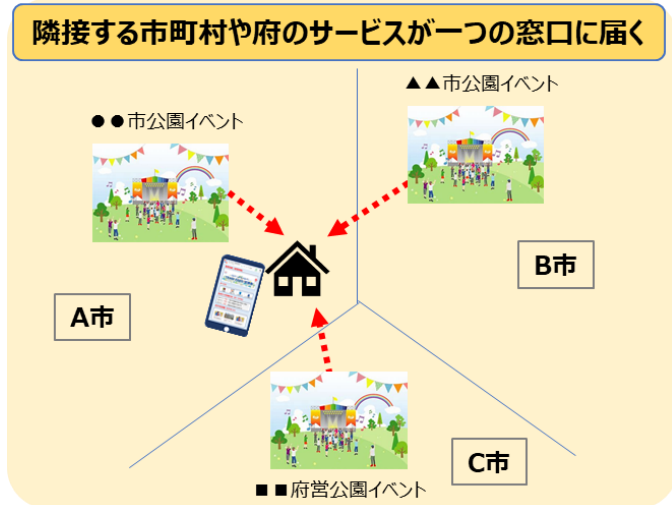 隣接する市町村や府のサービスが一つの窓口に届く
▲▲市公園イベント
●●市公園イベント
B市
A市
C市
■■府営公園イベント